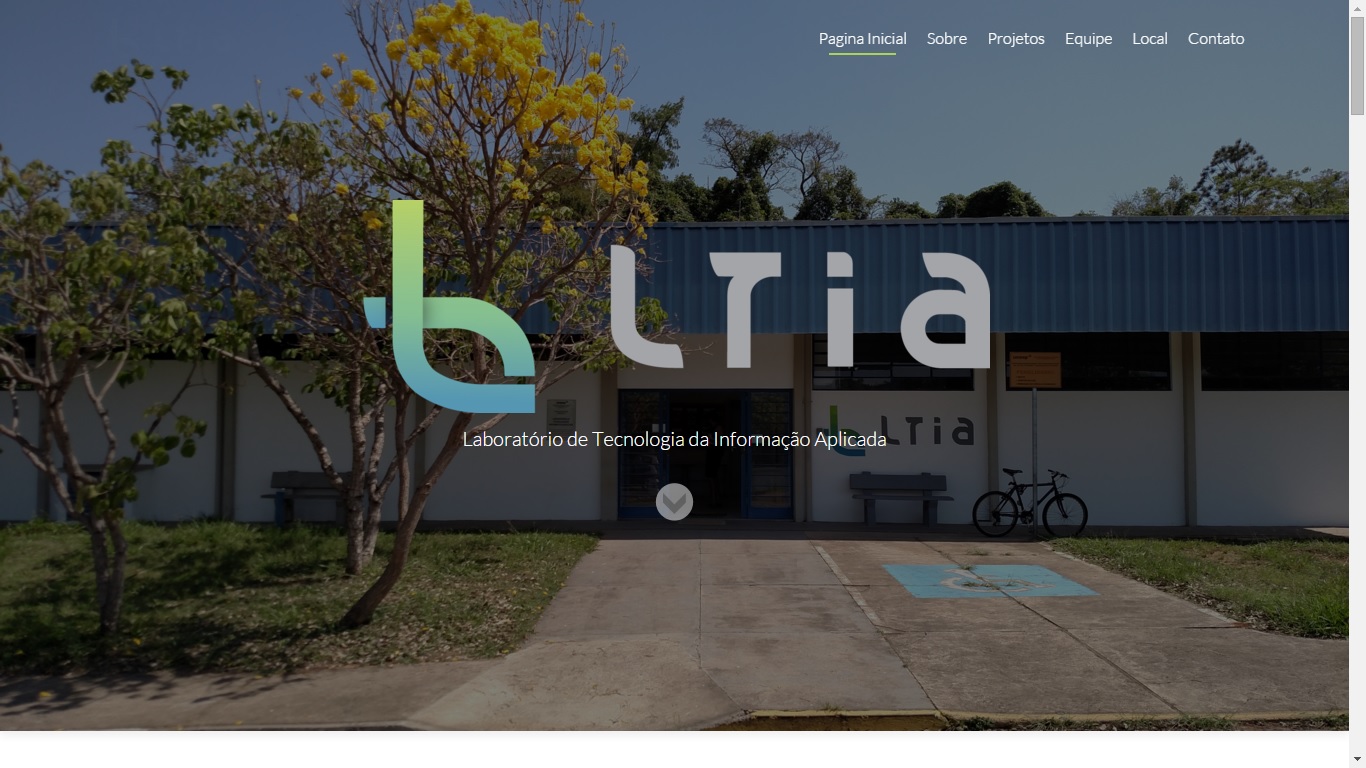 Pagina Inicial Sobre Projetos Equipe Local Contato
LTia
Laboratório de Tecnologia da Informação Aplicada
LTia